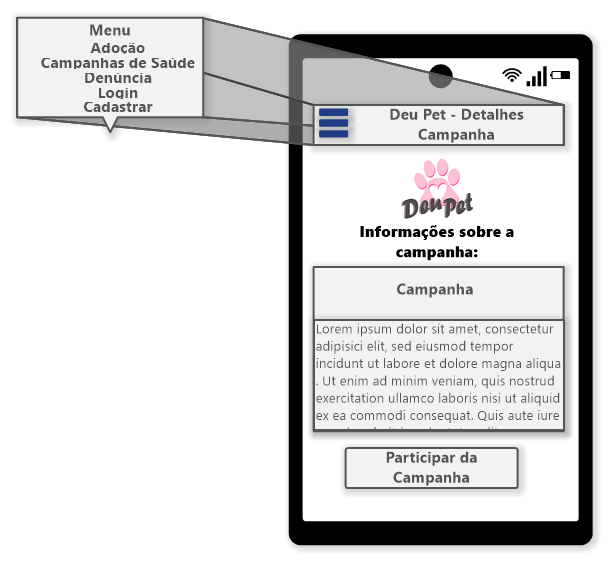 Menu
Adoção
Campanhas de Saúde
Denúncia
Login
Cadastrar
Deu Pet - Detalhes
Campanha
Deu Pet
Informações sobre a
campanha:
Campanha
Lorem ipsum dolor sit amet, consectetur
adipisici elit, sed eiusmod tempor
incidunt ut labore et dolore magna aliqua
. Ut enim ad minim veniam, quis nostrud
exercitation ullamco laboris nisi ut aliquid
ex ea commodi consequat. Quis aute iure
Participar da
Campanha